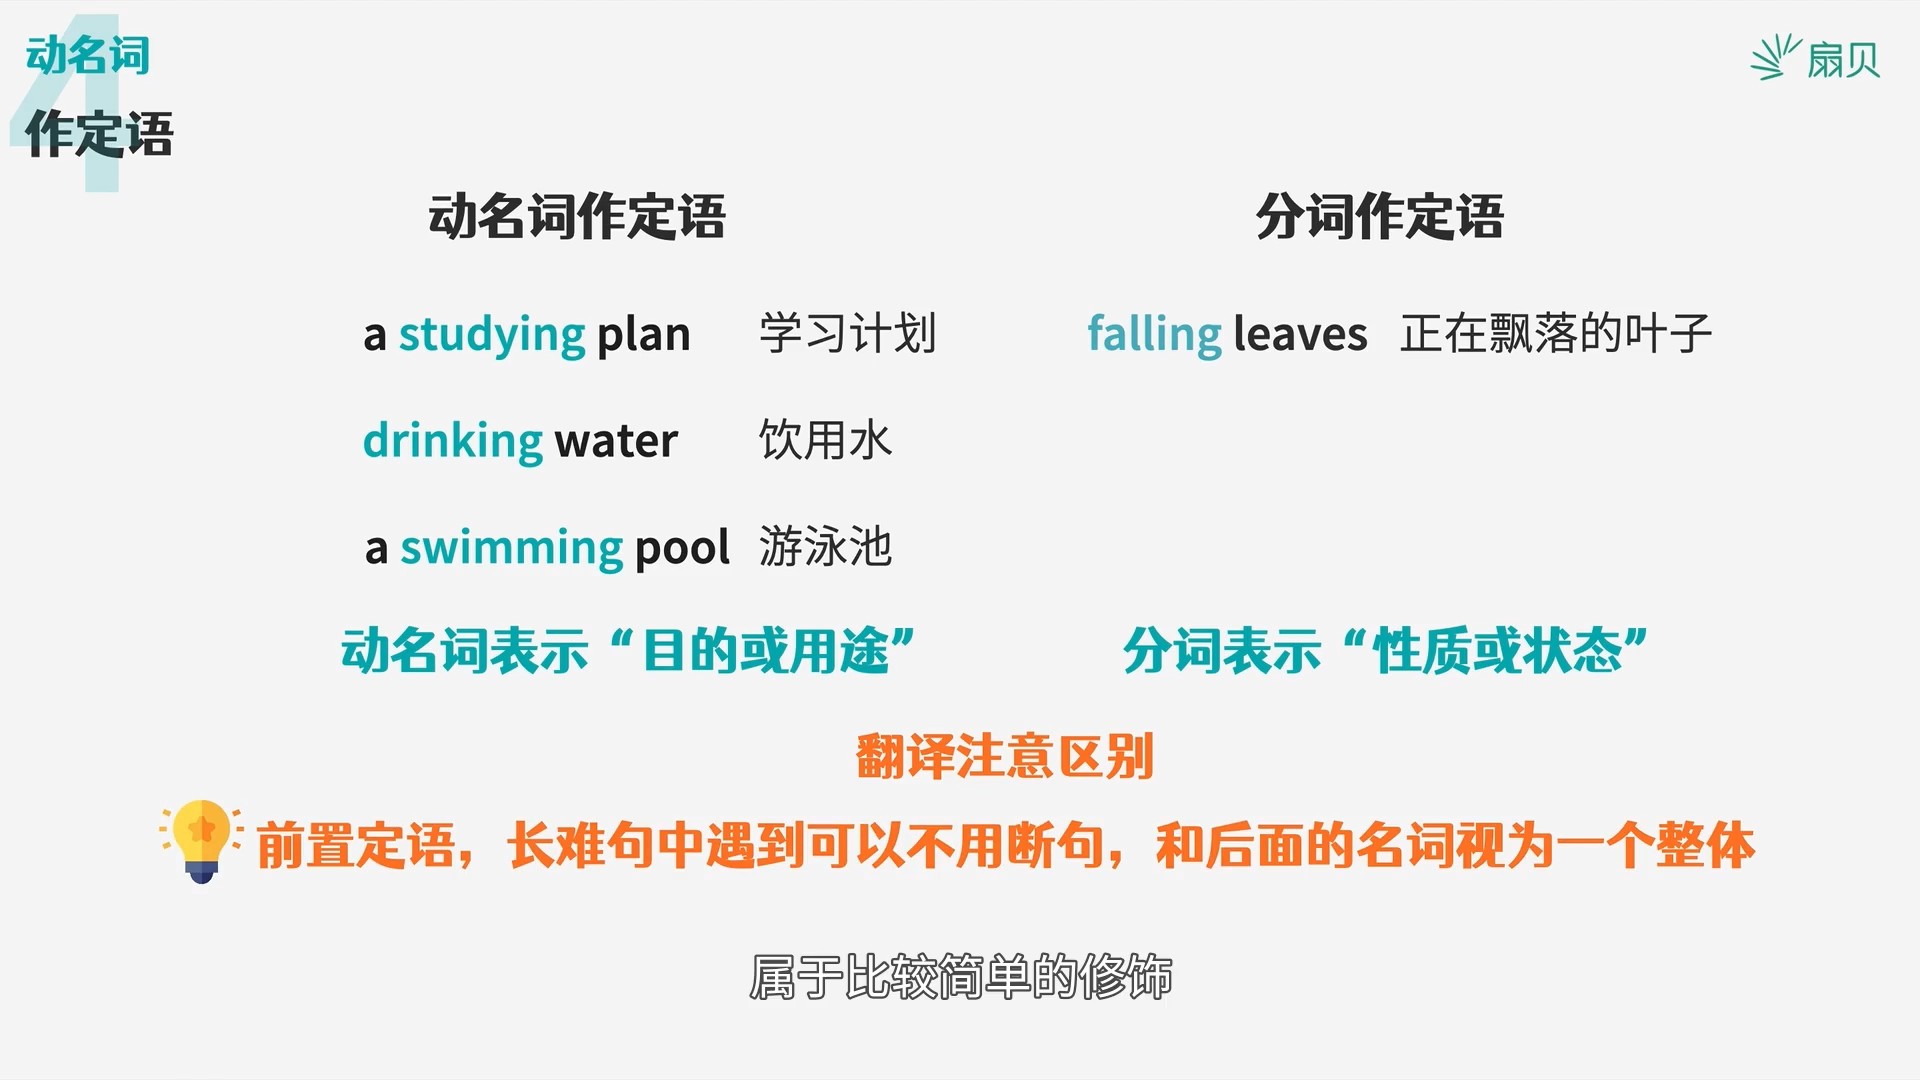 4
动名词
作定语
扇贝
动名词作定语
a studying plan 学习计划
drinking water 饮用水
a swimming pool 游泳池
动名词表示“目的或用途”
分词作定语
falling leaves 正在飘落的叶子
分词表示“性质或状态”
翻译注意区别
前置定语，长难句中遇到可以不用断句，和后面的名词视为一个整体
属于比较简单的修饰